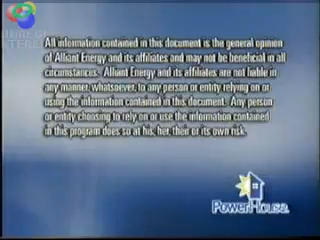 All information contained in this document is the general opinion
of Alliant Energy and its affiliates and may not be beneficial in all
circumstances. Alliant Energy and its affiliates are not liable in
any manner, whatsoever, to any person or entity relying on or
using the information contained in this document. Any person
or entity choosing to rely on or use the information contained
in this program does so at his, her, their or its own risk.
PowerHouse